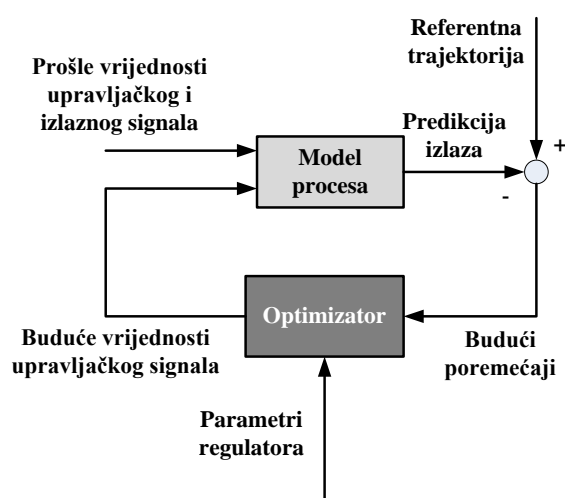 Referentna
trajektorija
Prošle vrijednosti
upravljačkog i
izlaznog signala
Predikcija
izlaza
+
-
Model
procesa
Optimizator
Buduće vrijednosti
upravljačkog signala
Budući
poremećaji
Parametri
regulatora